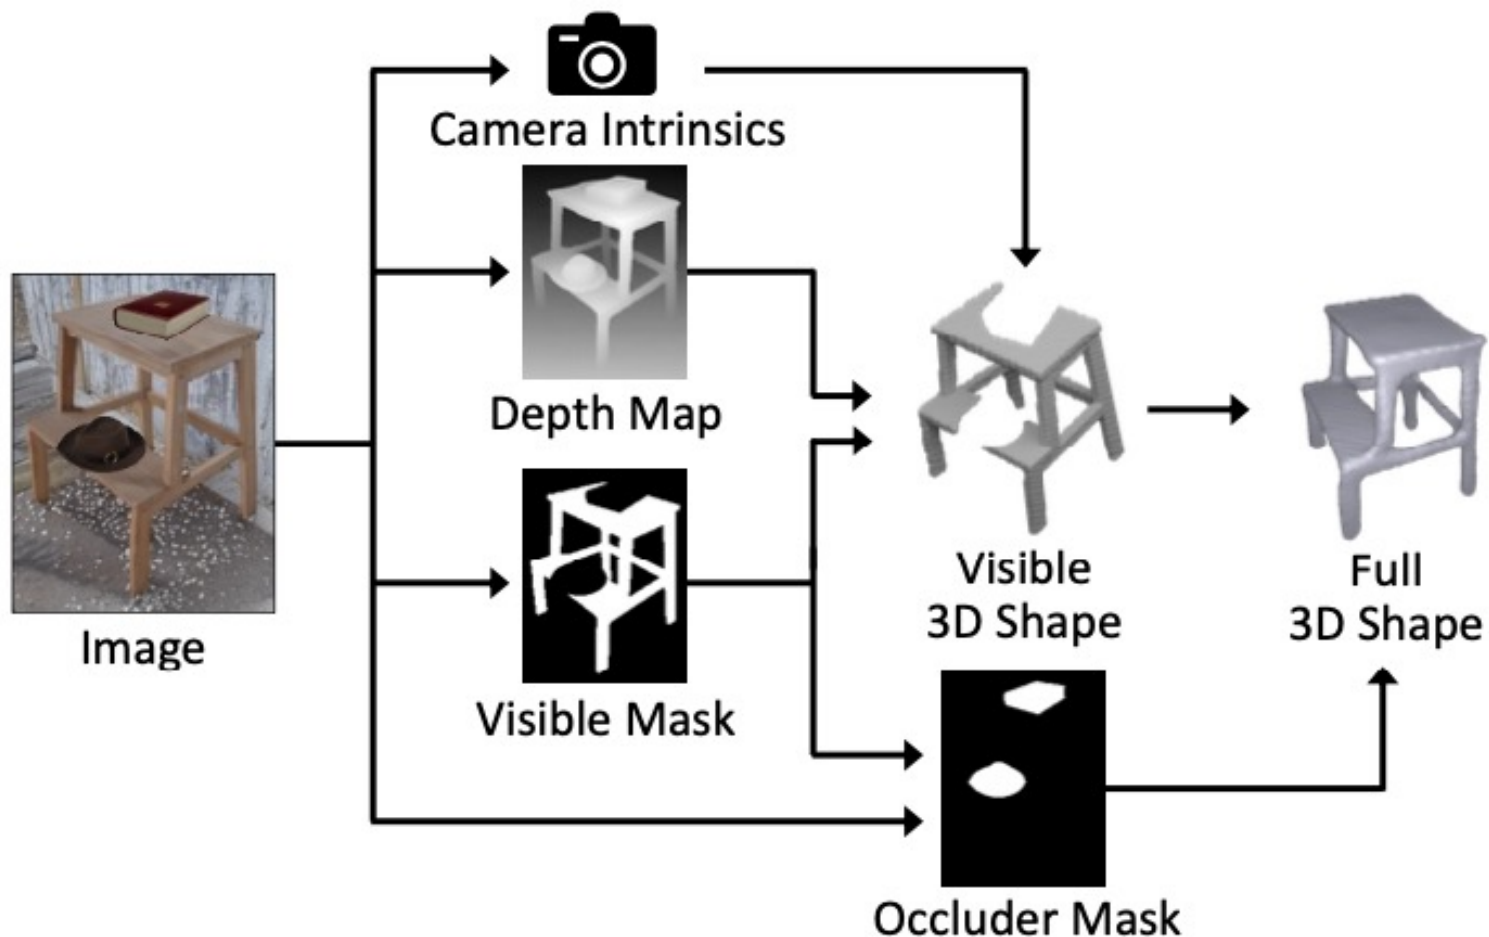 Camera Intrinsics
Depth Map
Image
Visible Mask
Visible
3D Shape
Full
3D Shape
Occluder Mask